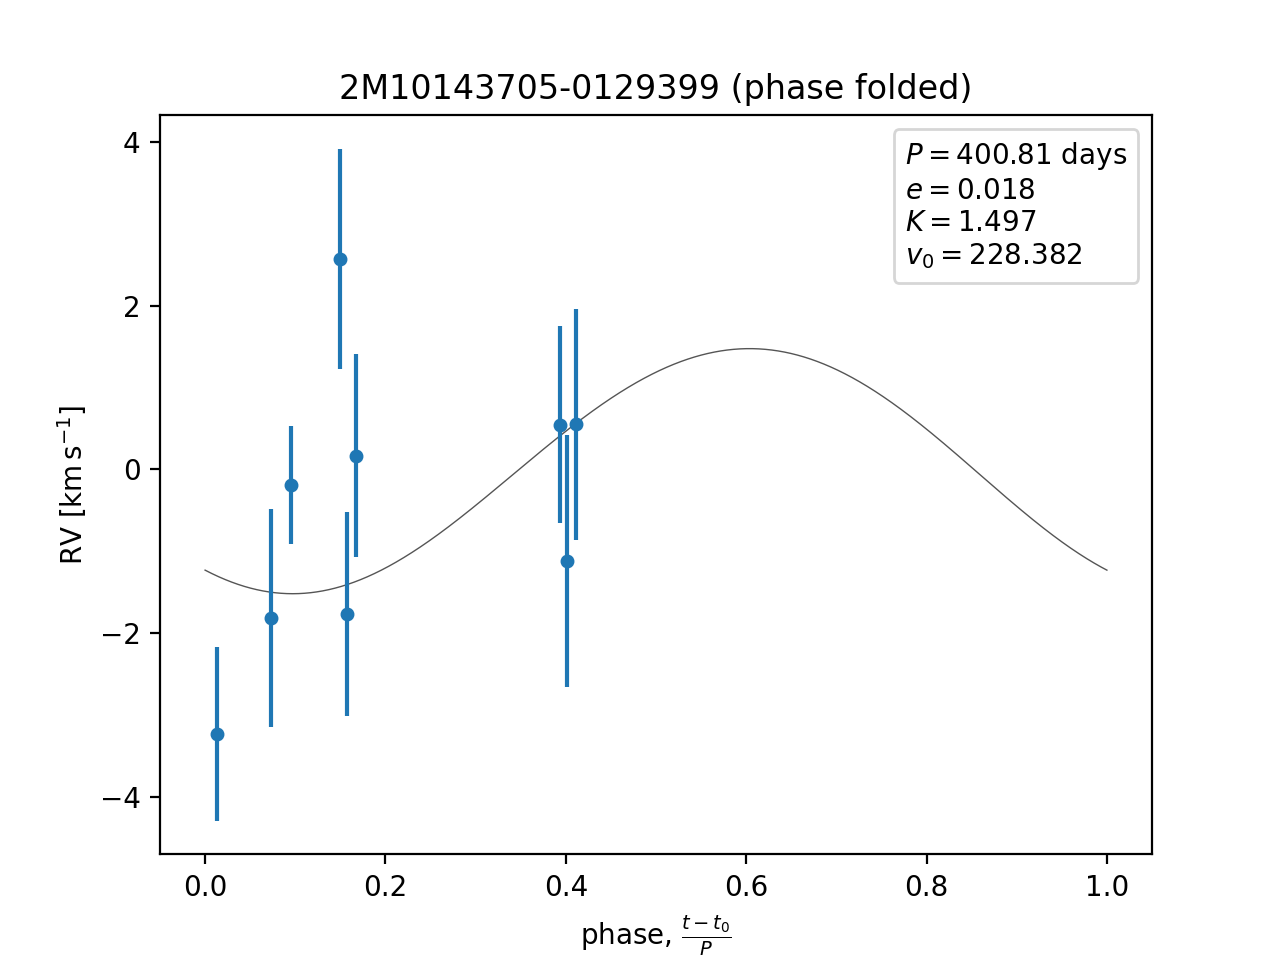 2M10143705-0129399 (phase folded)
P = 400.81 days
e = 0.018
K = 1.497
v₀ = 228.382
RV [km s⁻¹]
4
2
0
−2
−4
0.0 0.2 0.4 0.6 0.8 1.0
phase, (t − t₀)/P